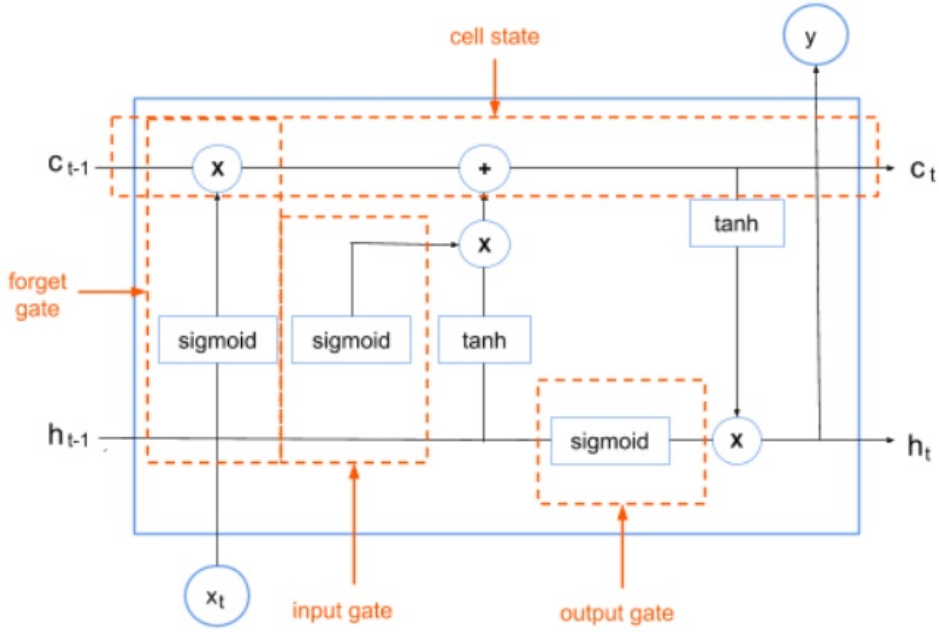 y
cell state
C t-1
x
+
C t
tanh
x
forget
gate
sigmoid
sigmoid
tanh
h t-1
sigmoid
x
h t
x t
input gate
output gate